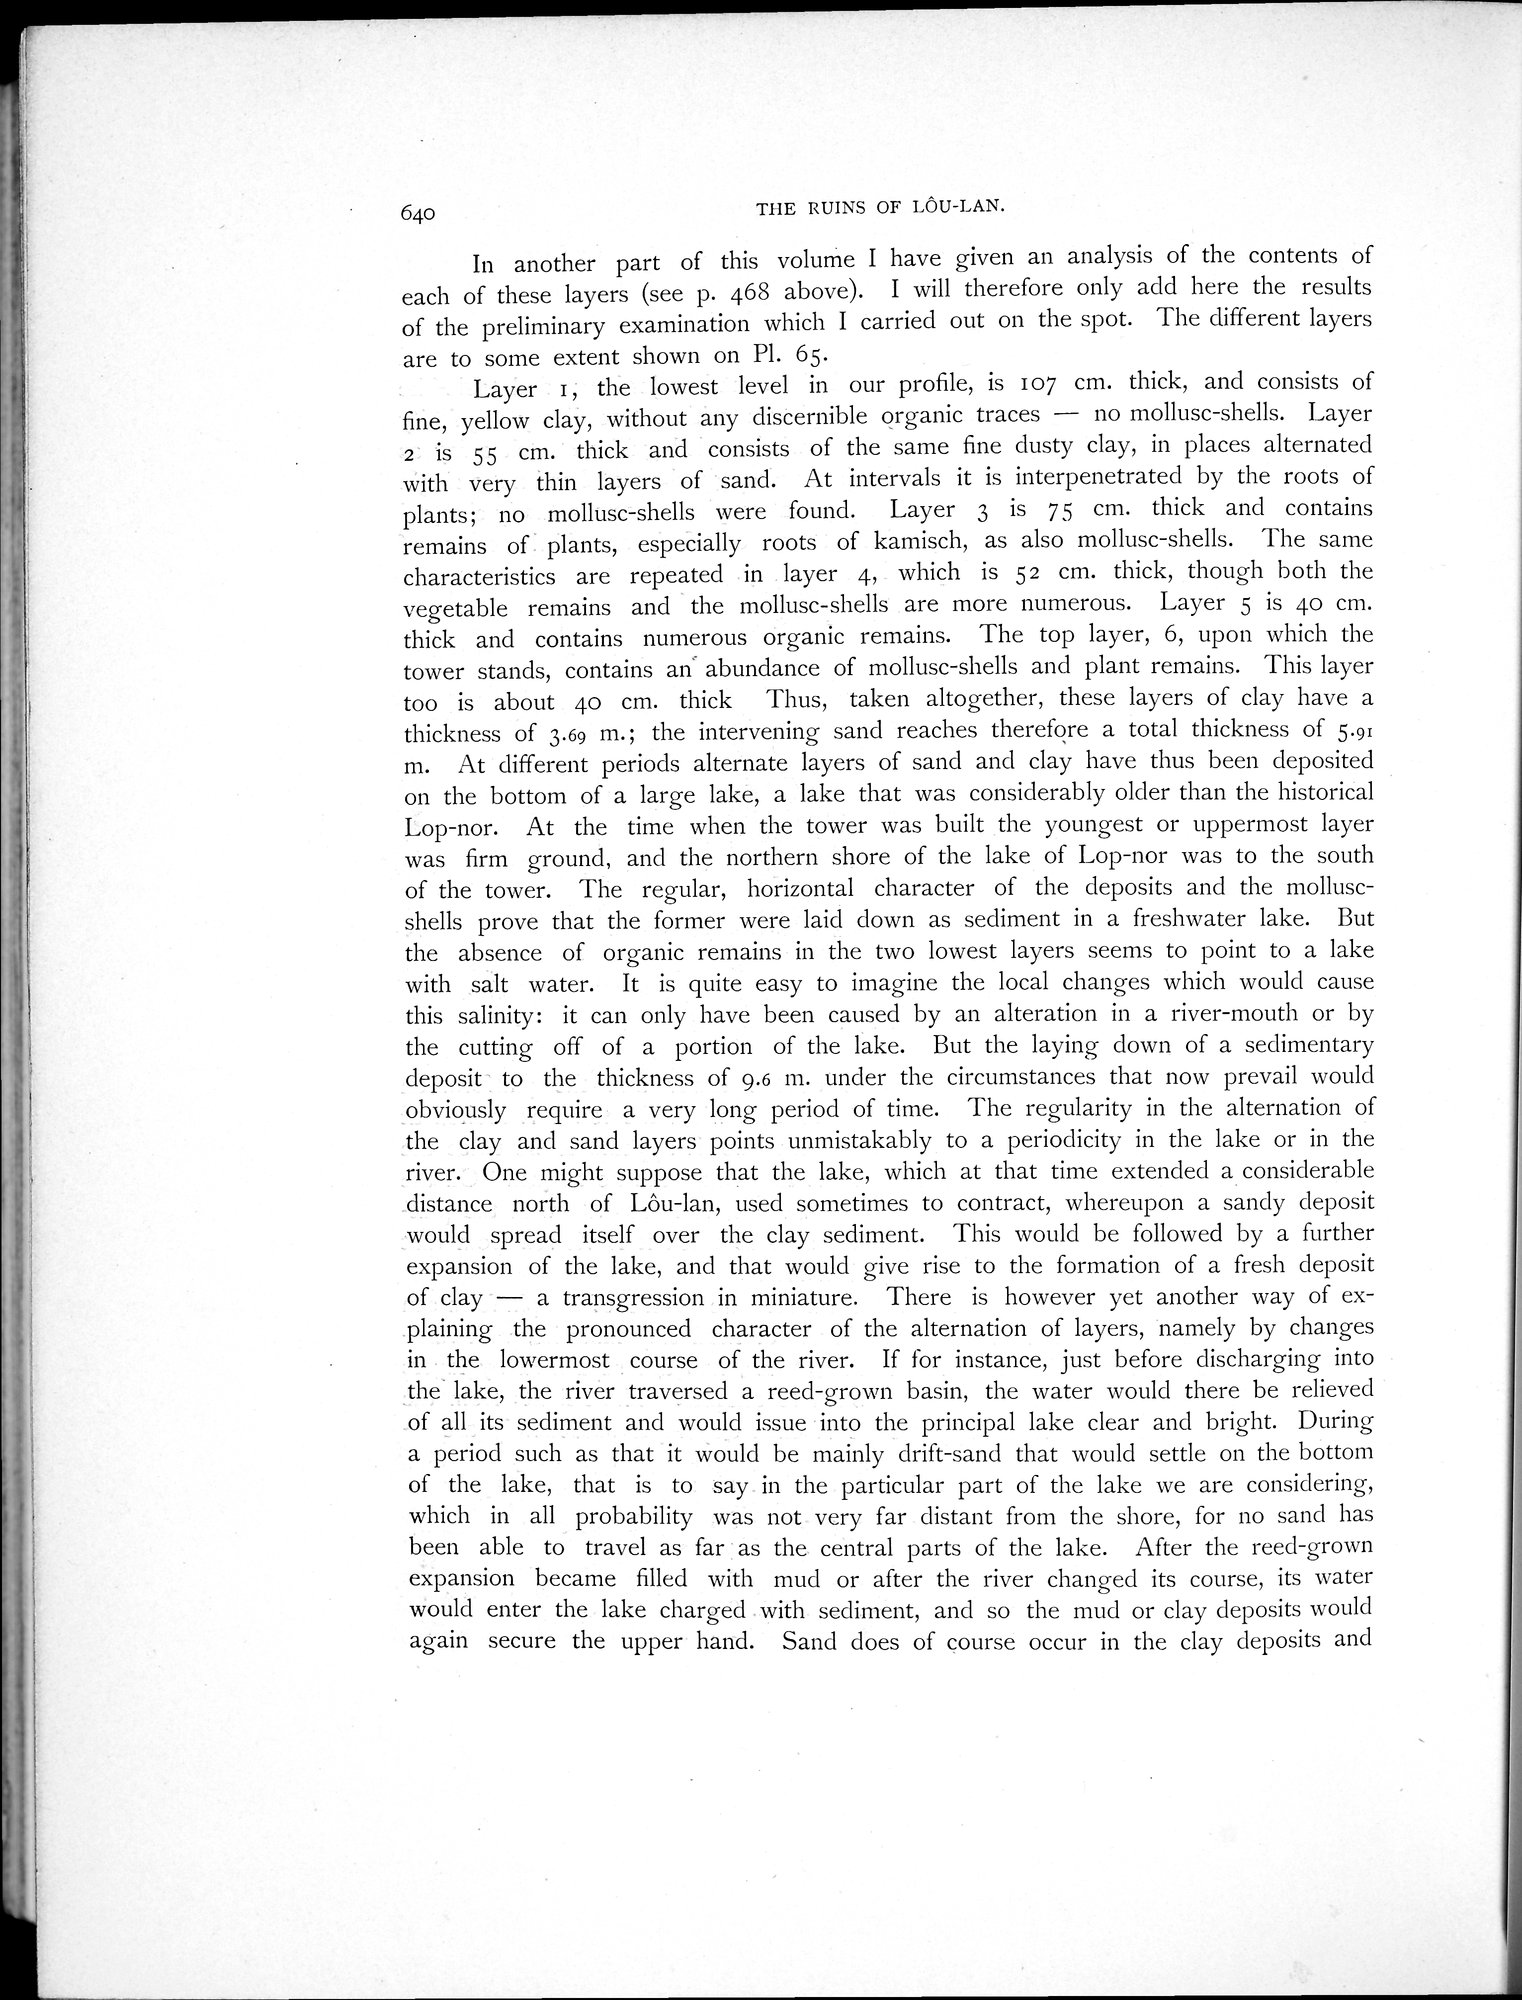 640
THE RUINS OF LÔU-LAN.
In another part of this volume I have given an analysis of the contents of
each of these layers (see p. 468 above). I will therefore only add here the results
of the preliminary examination which I carried out on the spot. The different layers
are to some extent shown on Pl. 65.
Layer 1, the lowest level in our profile, is 107 cm. thick, and consists of
fine, yellow clay, without any discernible organic traces — no mollusc-shells. Layer
2 is 55 cm. thick and consists of the same fine dusty clay, in places alternated
with very thin layers of sand. At intervals it is interpenetrated by the roots of
plants; no mollusc-shells were found. Layer 3 is 75 cm. thick and contains
remains of plants, especially roots of kamisch, as also mollusc-shells. The same
characteristics are repeated in layer 4, which is 52 cm. thick, though both the
vegetable remains and the mollusc-shells are more numerous. Layer 5 is 40 cm.
thick and contains numerous organic remains. The top layer, 6, upon which the
tower stands, contains an abundance of mollusc-shells and plant remains. This layer
too is about 40 cm. thick Thus, taken altogether, these layers of clay have a
thickness of 3.69 m.; the intervening sand reaches therefore a total thickness of 5.91
m. At different periods alternate layers of sand and clay have thus been deposited
on the bottom of a large lake, a lake that was considerably older than the historical
Lop-nor. At the time when the tower was built the youngest or uppermost layer
was firm ground, and the northern shore of the lake of Lop-nor was to the south
of the tower. The regular, horizontal character of the deposits and the mollusc-
shells prove that the former were laid down as sediment in a freshwater lake. But
the absence of organic remains in the two lowest layers seems to point to a lake
with salt water. It is quite easy to imagine the local changes which would cause
this salinity: it can only have been caused by an alteration in a river-mouth or by
the cutting off of a portion of the lake. But the laying down of a sedimentary
deposit to the thickness of 9.6 m. under the circumstances that now prevail would
obviously require a very long period of time. The regularity in the alternation of
the clay and sand layers points unmistakably to a periodicity in the lake or in the
river. One might suppose that the lake, which at that time extended a considerable
distance north of Lôu-lan, used sometimes to contract, whereupon a sandy deposit
would spread itself over the clay sediment. This would be followed by a further
expansion of the lake, and that would give rise to the formation of a fresh deposit
of clay — a transgression in miniature. There is however yet another way of ex-
plaining the pronounced character of the alternation of layers, namely by changes
in the lowermost course of the river. If for instance, just before discharging into
the lake, the river traversed a reed-grown basin, the water would there be relieved
of all its sediment and would issue into the principal lake clear and bright. During
a period such as that it would be mainly drift-sand that would settle on the bottom
of the lake, that is to say in the particular part of the lake we are considering,
which in all probability was not very far distant from the shore, for no sand has
been able to travel as far as the central parts of the lake. After the reed-grown
expansion became filled with mud or after the river changed its course, its water
would enter the lake charged with sediment, and so the mud or clay deposits would
again secure the upper hand. Sand does of course occur in the clay deposits and